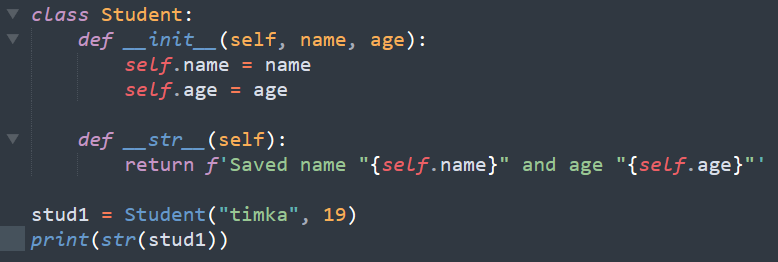 class Student:
    def __init__(self, name, age):
        self.name = name
        self.age = age
    def __str__(self):
        return f'Saved name "{self.name}" and age "{self.age}"'
stud1 = Student("timka", 19)
print(str(stud1))